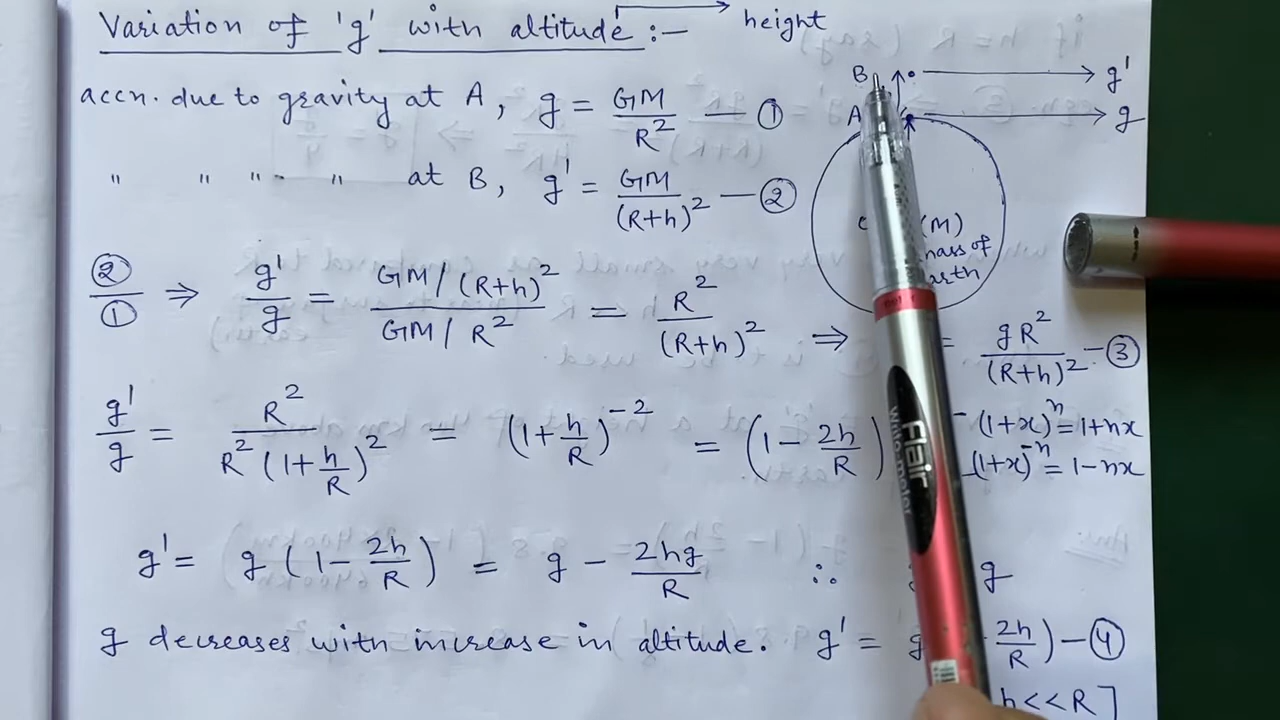 Variation of 'g' with altitude :- → height
accn. due to gravity at A, g = GM/R² — ①
" " " " at B, g' = GM/(R+h)² — ②
B g'
A g
(M)
mass of
earth
②/① ⇒ g'/g = (GM/(R+h)²)/(GM/R²) = R²/(R+h)² ⇒ = gR²/(R+h)² - ③
g'/g = R²/(R²(1+h/R)²) = (1+h/R)⁻² = (1 - 2h/R)
(1+x)ⁿ = 1+nx
(1+x)⁻ⁿ = 1-nx
g' = g (1 - 2h/R) = g - 2hg/R ∴ g
g decreases with increase in altitude. g' = g 2h/R) - ④
h<<R]
Flair